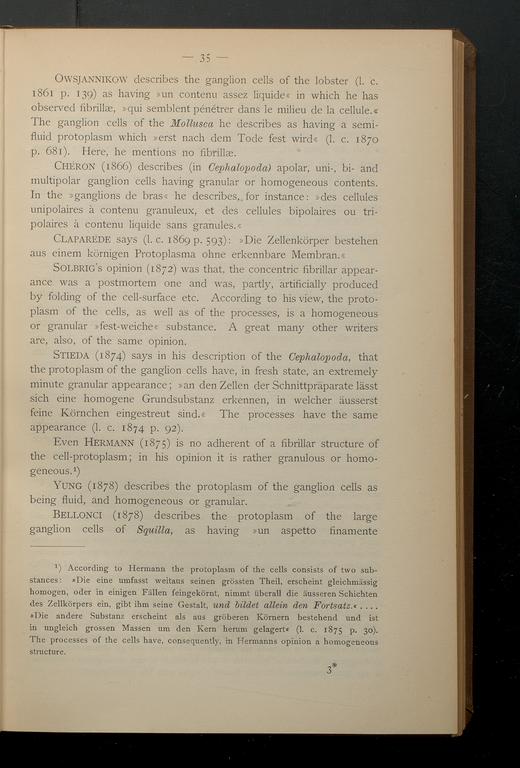 — 35 —
OWSJANNIKOW describes the ganglion cells of the lobster (l. c.
1861 p. 139) as having »un contenu assez liquide« in which he has
observed fibrillæ, »qui semblent pénétrer dans le milieu de la cellule.«
The ganglion cells of the Mollusca he describes as having a semi-
fluid protoplasm which »erst nach dem Tode fest wird« (l. c. 1870
p. 681). Here, he mentions no fibrillæ.
CHÉRON (1866) describes (in Cephalopoda) apolar, uni-, bi- and
multipolar ganglion cells having granular or homogeneous contents.
In the »ganglions de bras« he describes, for instance: »des cellules
unipolaires à contenu granuleux, et des cellules bipolaires ou tri-
polaires à contenu liquide sans granules.«
CLAPARÈDE says (l. c. 1869 p. 593): »Die Zellenkörper bestehen
aus einem körnigen Protoplasma ohne erkennbare Membran.«
SOLBRIG's opinion (1872) was that, the concentric fibrillar appear-
ance was a postmortem one and was, partly, artificially produced
by folding of the cell-surface etc. According to his view, the proto-
plasm of the cells, as well as of the processes, is a homogeneous
or granular »fest-weiche« substance. A great many other writers
are, also, of the same opinion.
STIEDA (1874) says in his description of the Cephalopoda, that
the protoplasm of the ganglion cells have, in fresh state, an extremely
minute granular appearance; »an den Zellen der Schnittpräparate lässt
sich eine homogene Grundsubstanz erkennen, in welcher äusserst
feine Körnchen eingestreut sind.« The processes have the same
appearance (l. c. 1874 p. 92).
Even HERMANN (1875) is no adherent of a fibrillar structure of
the cell-protoplasm; in his opinion it is rather granulous or homo-
geneous.¹)
YUNG (1878) describes the protoplasm of the ganglion cells as
being fluid, and homogeneous or granular.
BELLONCI (1878) describes the protoplasm of the large
ganglion cells of Squilla, as having »un aspetto finamente
¹) According to Hermann the protoplasm of the cells consists of two sub-
stances: »Die eine umfasst weitaus seinen grössten Theil, erscheint gleichmässig
homogen, oder in einigen Fällen feingekörnt, nimmt überall die äusseren Schichten
des Zellkörpers ein, gibt ihm seine Gestalt, und bildet allein den Fortsatz.« . . . .
»Die andere Substanz erscheint als aus gröberen Körnern bestehend und ist
in ungleich grossen Massen um den Kern herum gelagert« (l. c. 1875 p. 30).
The processes of the cells have, consequently, in Hermanns opinion a homogeneous
structure.
3*